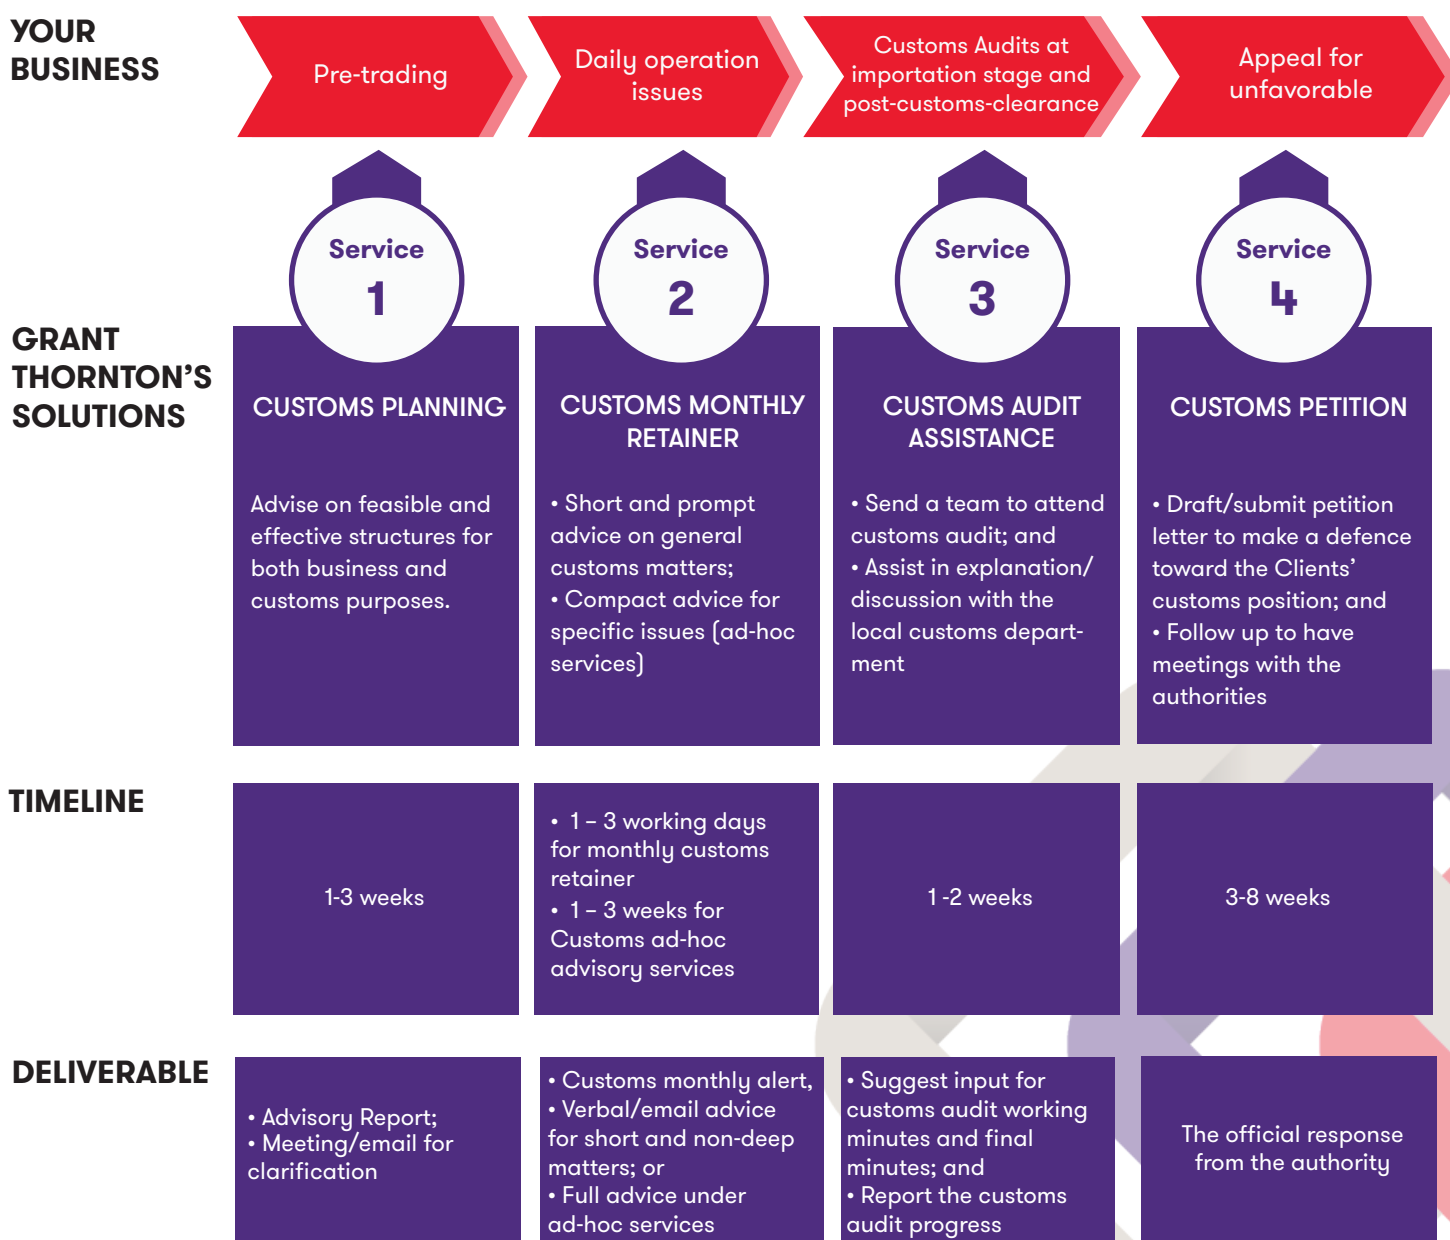 YOUR
BUSINESS
Pre-trading
Daily operation
issues
Customs Audits at
importation stage and
post-customs-clearance
Appeal for
unfavorable
Service
1
Service
2
Service
3
Service
4
GRANT
THORNTON'S
SOLUTIONS
CUSTOMS PLANNING
Advise on feasible and
effective structures for
both business and
customs purposes.
CUSTOMS MONTHLY
RETAINER
• Short and prompt
advice on general
customs matters;
• Compact advice for
specific issues (ad-hoc
services)
CUSTOMS AUDIT
ASSISTANCE
• Send a team to attend
customs audit; and
• Assist in explanation/
discussion with the
local customs depart-
ment
CUSTOMS PETITION
• Draft/submit petition
letter to make a defence
toward the Clients'
customs position; and
• Follow up to have
meetings with the
authorities
TIMELINE
1-3 weeks
• 1 – 3 working days
for monthly customs
retainer
• 1 – 3 weeks for
Customs ad-hoc
advisory services
1 -2 weeks
3-8 weeks
DELIVERABLE
• Advisory Report;
• Meeting/email for
clarification
• Customs monthly alert,
• Verbal/email advice
for short and non-deep
matters; or
• Full advice under
ad-hoc services
• Suggest input for
customs audit working
minutes and final
minutes; and
• Report the customs
audit progress
The official response
from the authority